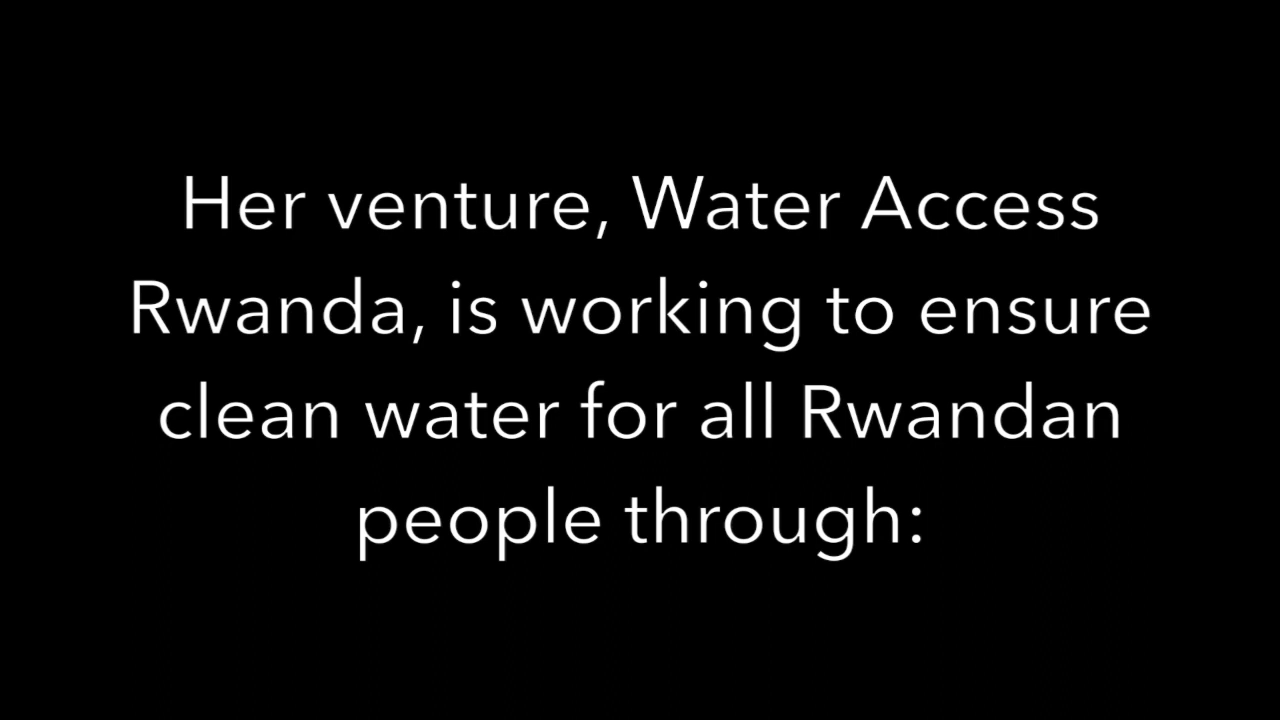 Her venture, Water Access
Rwanda, is working to ensure
clean water for all Rwandan
people through: